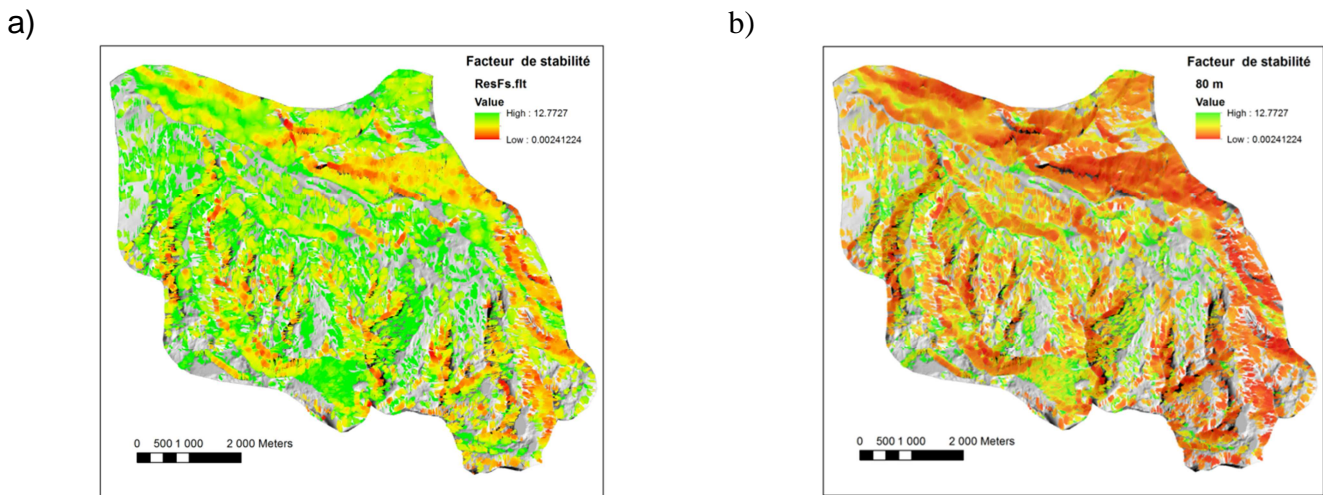 a)
Facteur de stabilité
ResFs.flt
Value
High : 12.7727
Low : 0.00241224
0 500 1 000 2 000 Meters
b)
Facteur de stabilité
80 m
Value
High : 12.7727
Low : 0.00241224
0 500 1 000 2 000 Meters